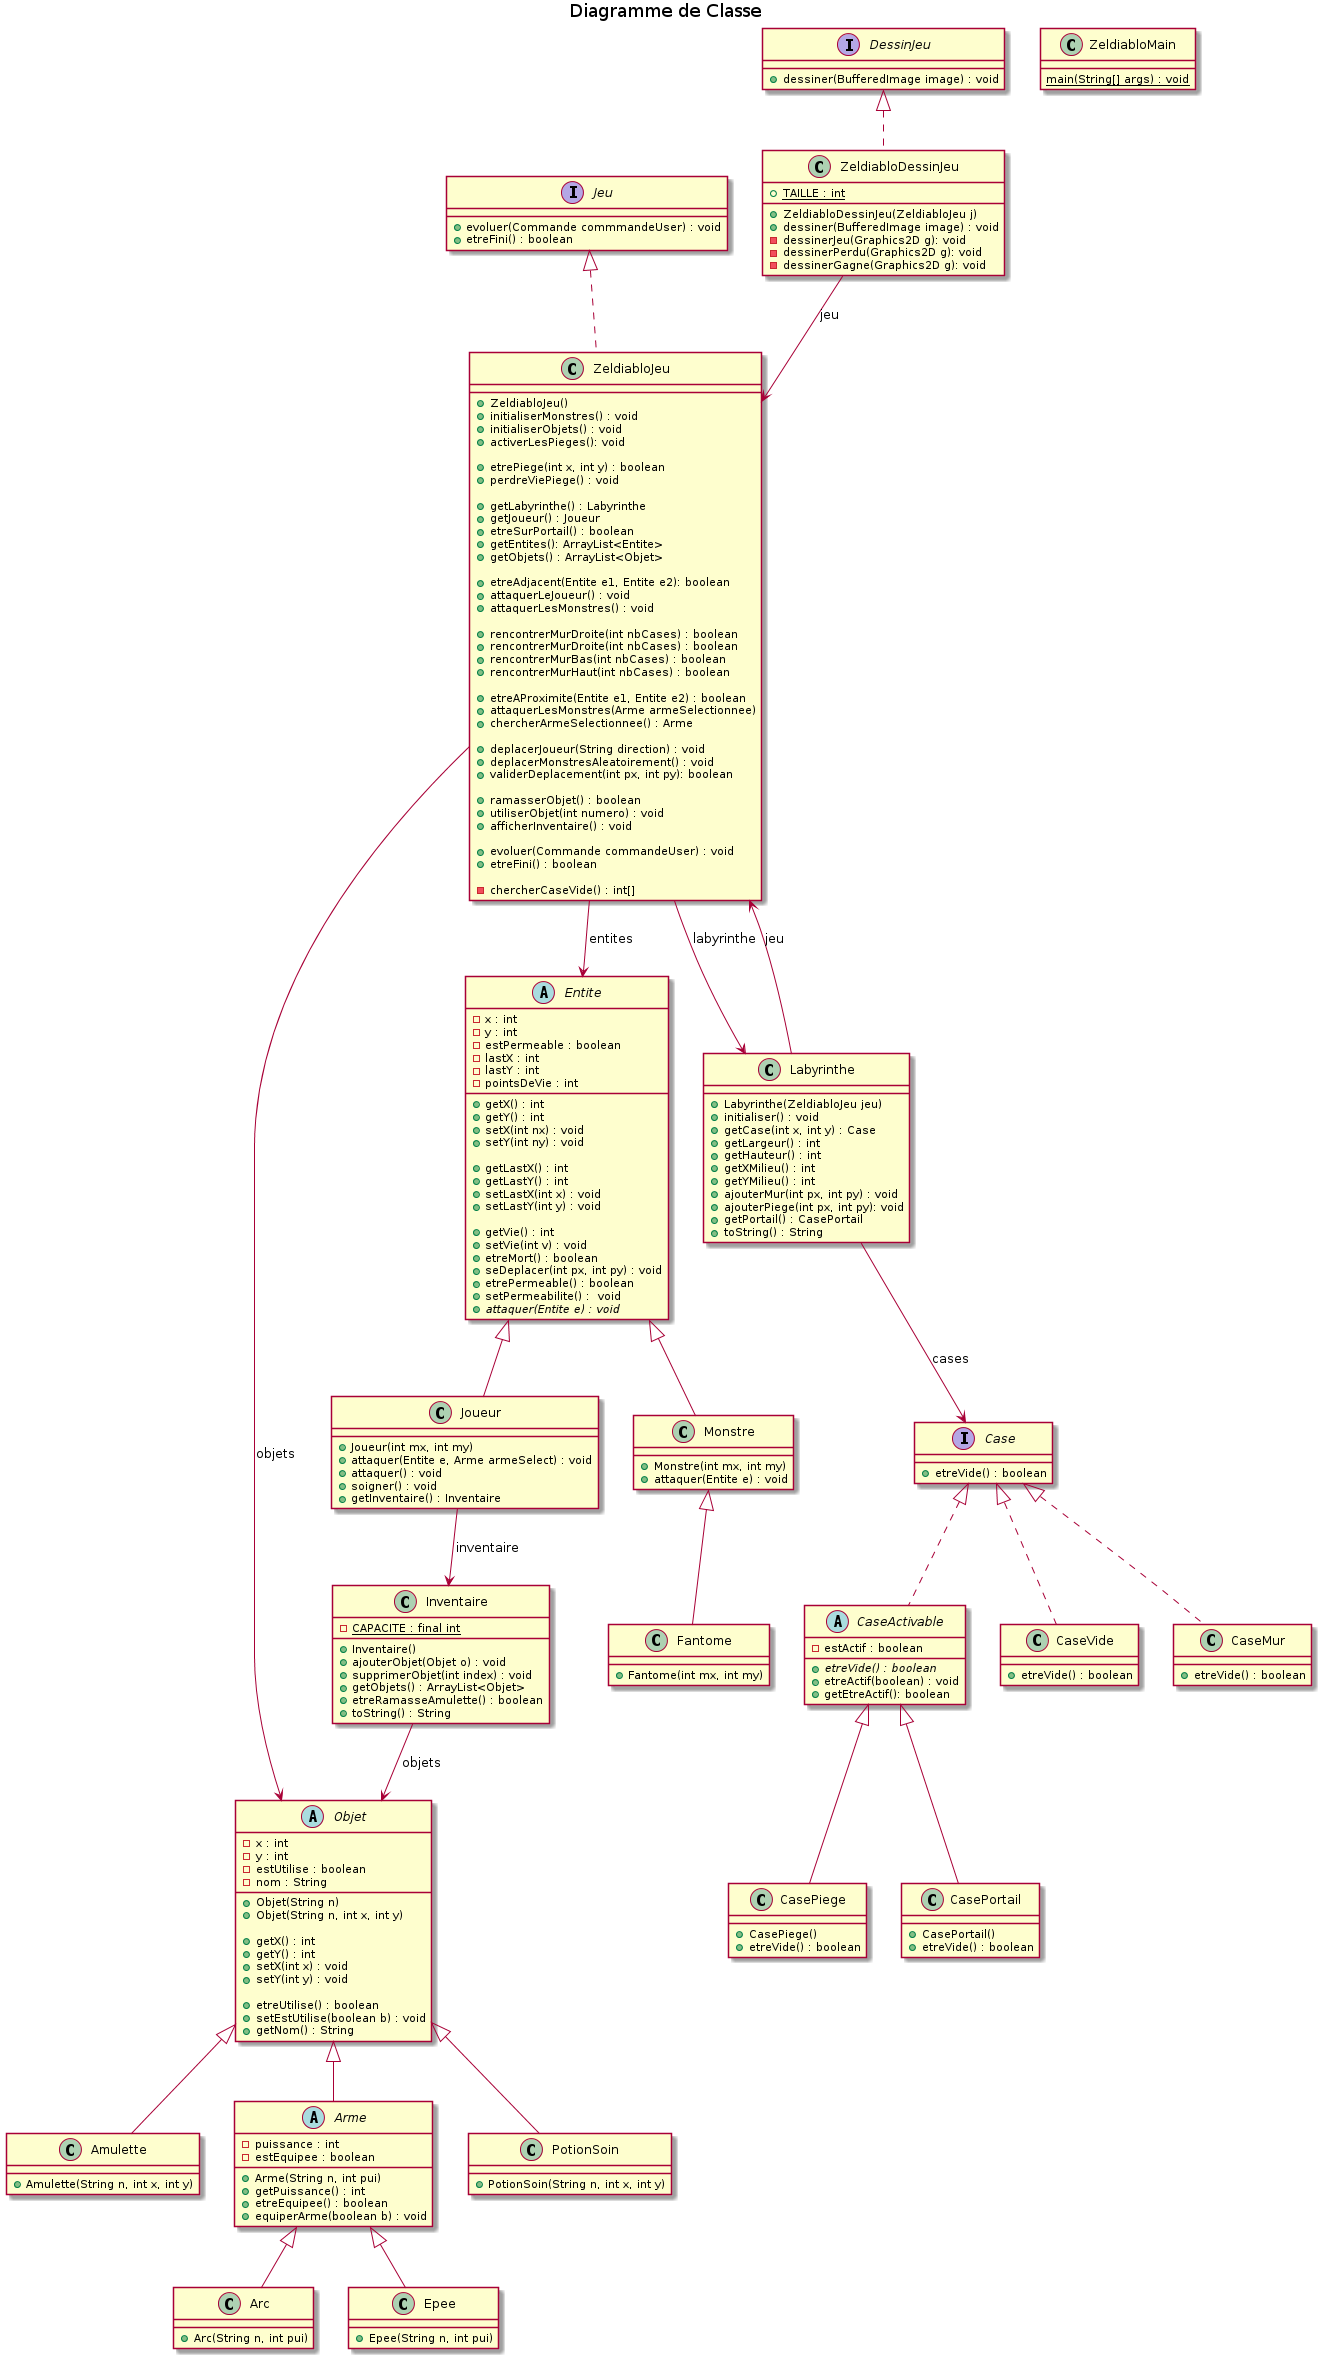 Diagramme de Classe
DessinJeu
dessiner(BufferedImage image) : void
ZeldiabloMain
main(String[] args) : void
ZeldiabloDessinJeu
TAILLE : int
ZeldiabloDessinJeu(ZeldiabloJeu j)
dessiner(BufferedImage image) : void
dessinerJeu(Graphics2D g): void
dessinerPerdu(Graphics2D g): void
dessinerGagne(Graphics2D g): void
Jeu
evoluer(Commande commmandeUser) : void
etreFini() : boolean
jeu
ZeldiabloJeu
ZeldiabloJeu()
initialiserMonstres() : void
initialiserObjets() : void
activerLesPieges(): void
etrePiege(int x, int y) : boolean
perdreViePiege() : void
getLabyrinthe() : Labyrinthe
getJoueur() : Joueur
etreSurPortail() : boolean
getEntites(): ArrayList<Entite>
getObjets() : ArrayList<Objet>
etreAdjacent(Entite e1, Entite e2): boolean
attaquerLeJoueur() : void
attaquerLesMonstres() : void
rencontrerMurDroite(int nbCases) : boolean
rencontrerMurDroite(int nbCases) : boolean
rencontrerMurBas(int nbCases) : boolean
rencontrerMurHaut(int nbCases) : boolean
etreAProximite(Entite e1, Entite e2) : boolean
attaquerLesMonstres(Arme armeSelectionnee)
chercherArmeSelectionnee() : Arme
deplacerJoueur(String direction) : void
deplacerMonstresAleatoirement() : void
validerDeplacement(int px, int py): boolean
ramasserObjet() : boolean
utiliserObjet(int numero) : void
afficherInventaire() : void
evoluer(Commande commandeUser) : void
etreFini() : boolean
chercherCaseVide() : int[]
entites
labyrinthe
jeu
Entite
x : int
y : int
estPermeable : boolean
lastX : int
lastY : int
pointsDeVie : int
getX() : int
getY() : int
setX(int nx) : void
setY(int ny) : void
getLastX() : int
getLastY() : int
setLastX(int x) : void
setLastY(int y) : void
getVie() : int
setVie(int v) : void
etreMort() : boolean
seDeplacer(int px, int py) : void
etrePermeable() : boolean
setPermeabilite() :  void
attaquer(Entite e) : void
Labyrinthe
Labyrinthe(ZeldiabloJeu jeu)
initialiser() : void
getCase(int x, int y) : Case
getLargeur() : int
getHauteur() : int
getXMilieu() : int
getYMilieu() : int
ajouterMur(int px, int py) : void
ajouterPiege(int px, int py): void
getPortail() : CasePortail
toString() : String
cases
objets
Joueur
Joueur(int mx, int my)
attaquer(Entite e, Arme armeSelect) : void
attaquer() : void
soigner() : void
getInventaire() : Inventaire
Monstre
Monstre(int mx, int my)
attaquer(Entite e) : void
Case
etreVide() : boolean
inventaire
Inventaire
CAPACITE : final int
Inventaire()
ajouterObjet(Objet o) : void
supprimerObjet(int index) : void
getObjets() : ArrayList<Objet>
etreRamasseAmulette() : boolean
toString() : String
Fantome
Fantome(int mx, int my)
CaseActivable
estActif : boolean
etreVide() : boolean
etreActif(boolean) : void
getEtreActif(): boolean
CaseVide
etreVide() : boolean
CaseMur
etreVide() : boolean
objets
Objet
x : int
y : int
estUtilise : boolean
nom : String
Objet(String n)
Objet(String n, int x, int y)
getX() : int
getY() : int
setX(int x) : void
setY(int y) : void
etreUtilise() : boolean
setEstUtilise(boolean b) : void
getNom() : String
CasePiege
CasePiege()
etreVide() : boolean
CasePortail
CasePortail()
etreVide() : boolean
Amulette
Amulette(String n, int x, int y)
Arme
puissance : int
estEquipee : boolean
Arme(String n, int pui)
getPuissance() : int
etreEquipee() : boolean
equiperArme(boolean b) : void
PotionSoin
PotionSoin(String n, int x, int y)
Arc
Arc(String n, int pui)
Epee
Epee(String n, int pui)